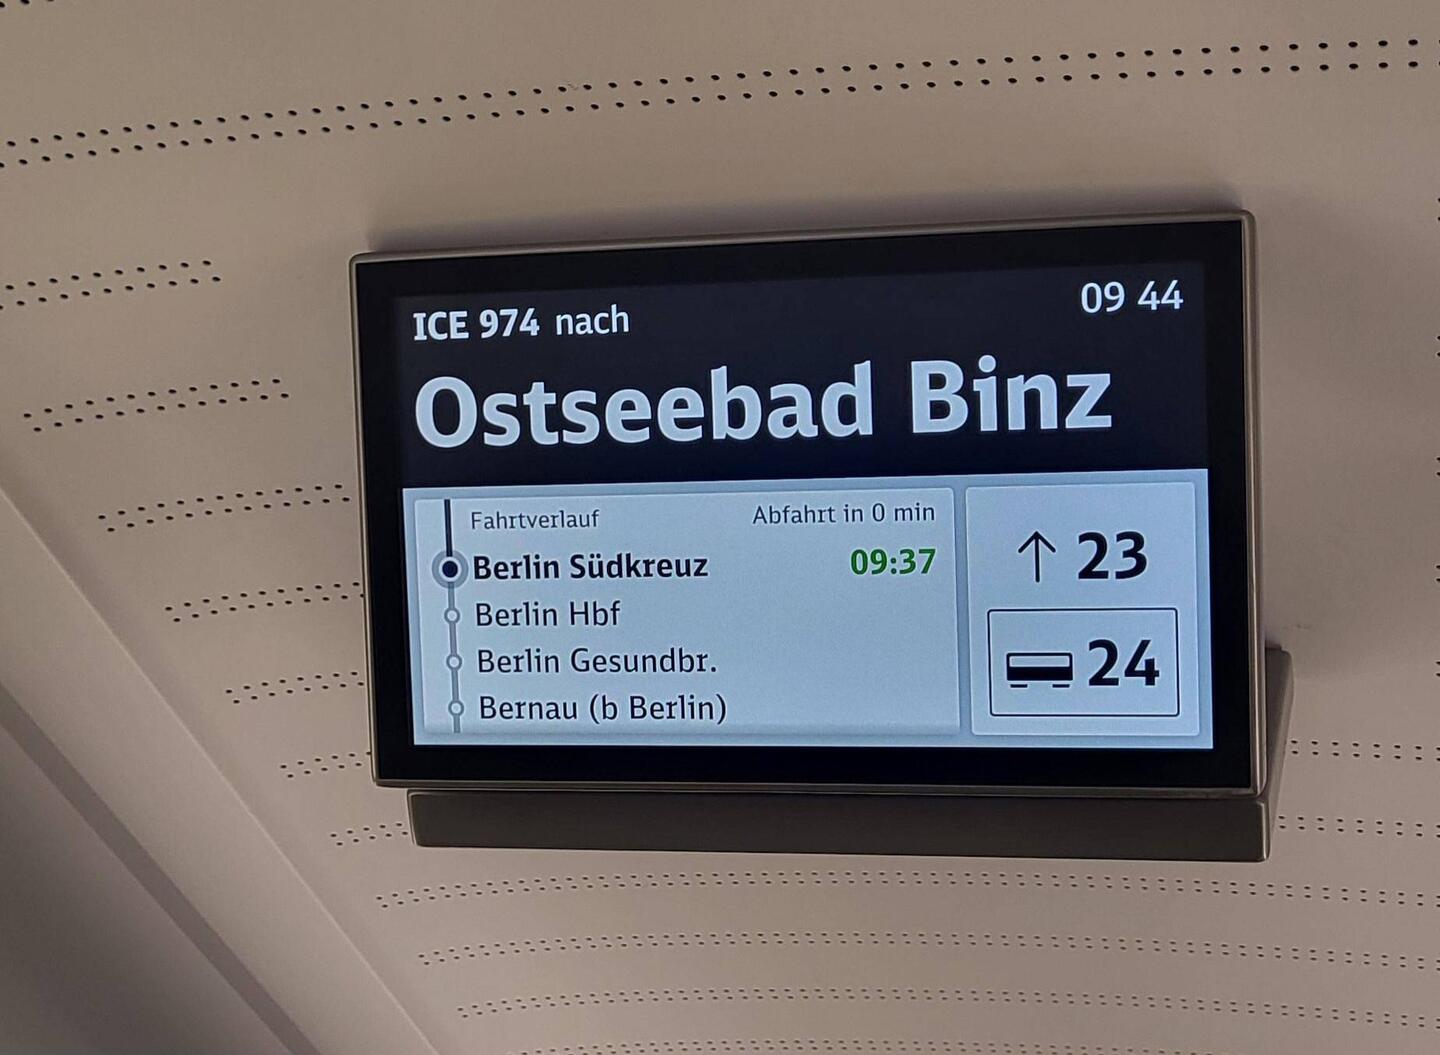 ICE 974 nach
09 44
Ostseebad Binz
Fahrtverlauf
Abfahrt in 0 min
Berlin Südkreuz
09:37
Berlin Hbf
Berlin Gesundbr.
Bernau (b Berlin)
↑ 23
24